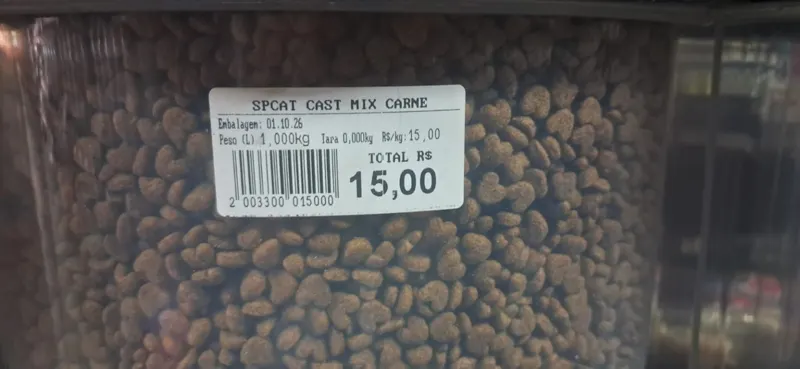 SPCAT CAST MIX CARNE
Embalagem: 01.10.26
Peso (L) 1,000kg Tara 0,000kg R$/kg: 15,00
TOTAL R$
15,00
2 003300 015000